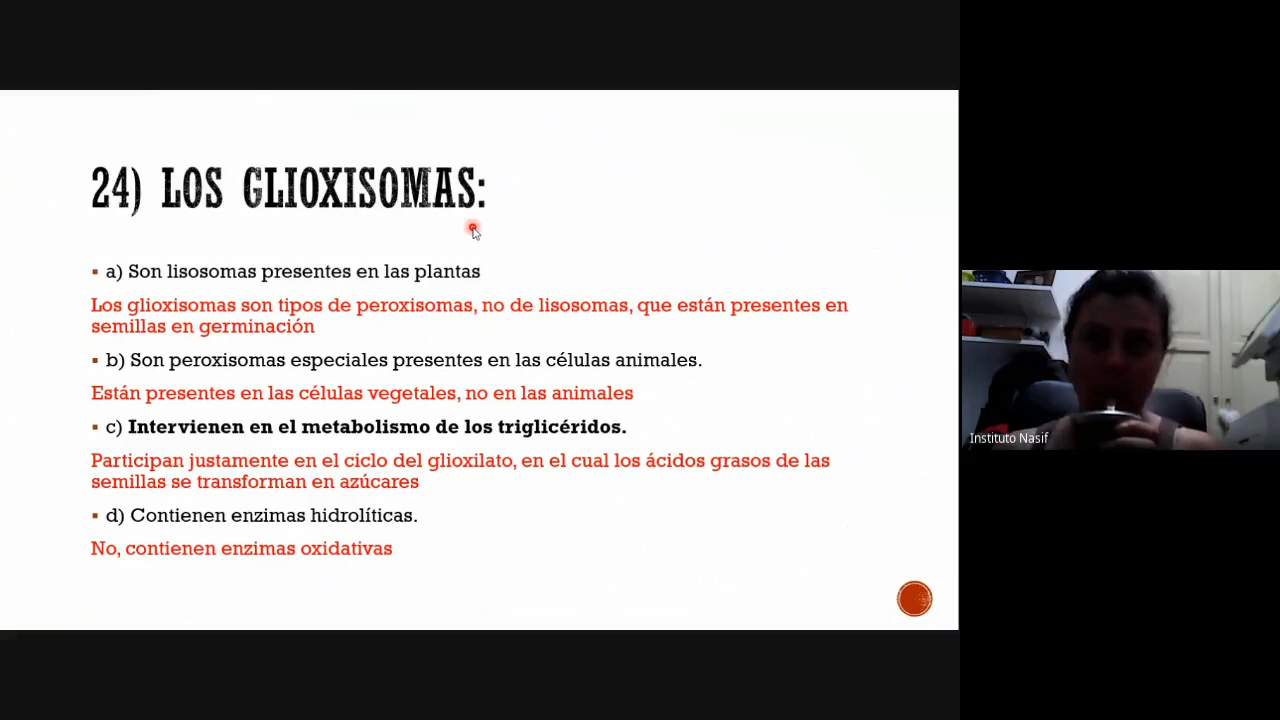 24) LOS GLIOXISOMAS:
▪ a) Son lisosomas presentes en las plantas
Los glioxisomas son tipos de peroxisomas, no de lisosomas, que están presentes en
semillas en germinación
▪ b) Son peroxisomas especiales presentes en las células animales.
Están presentes en las células vegetales, no en las animales
▪ c) Intervienen en el metabolismo de los triglicéridos.
Participan justamente en el ciclo del glioxilato, en el cual los ácidos grasos de las
semillas se transforman en azúcares
▪ d) Contienen enzimas hidrolíticas.
No, contienen enzimas oxidativas
Instituto Nasif